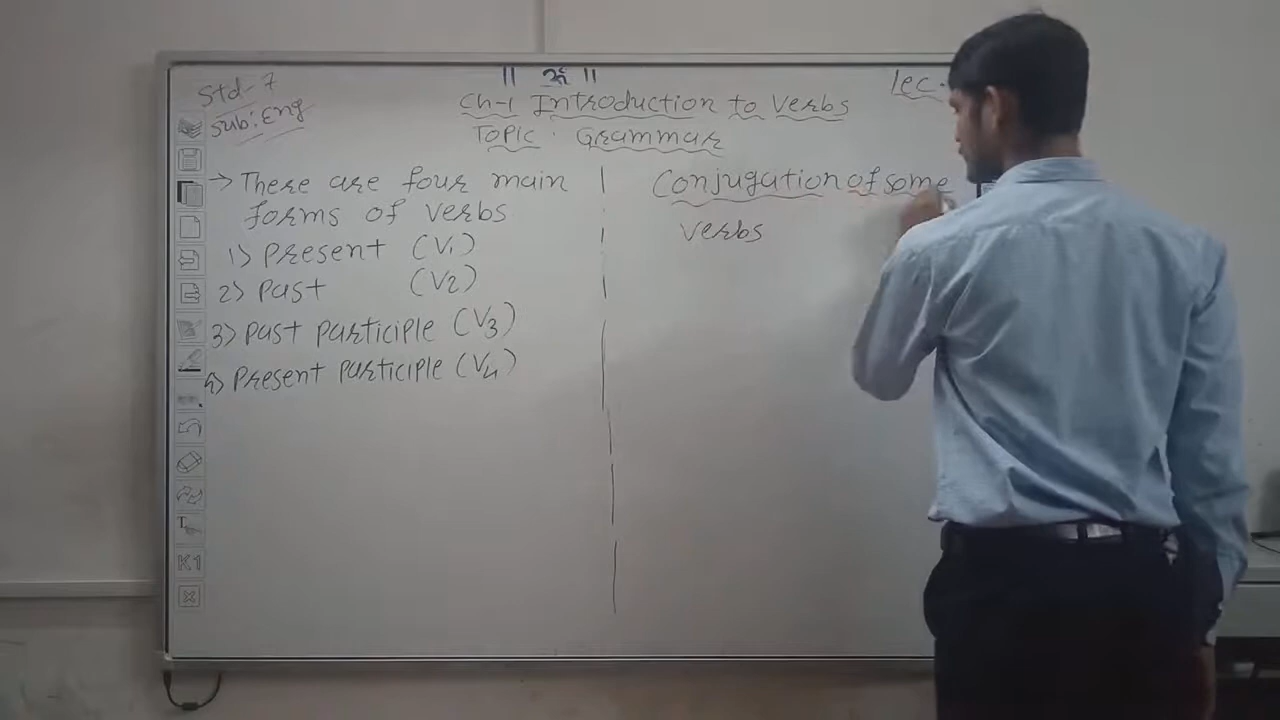 Std-7
Sub: Eng
|| ૐ ||
Lec.
Ch-1 Introduction to Verbs
Topic. Grammar
→ There are four main
forms of verbs
1) Present (V1)
2) Past (V2)
3) Past participle (V3)
4) Present participle (V4)
Conjugation of some
verbs
T
K1